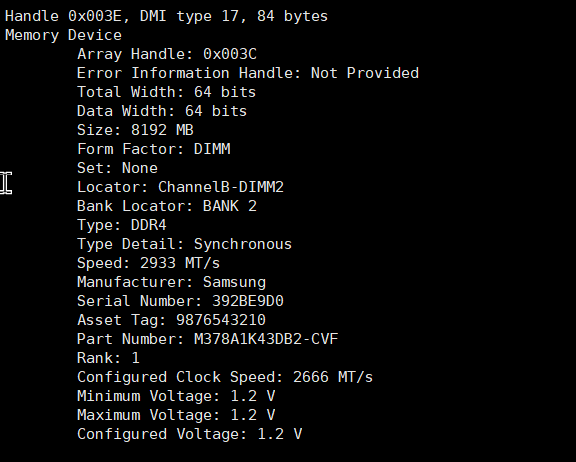 Handle 0x003E, DMI type 17, 84 bytes
Memory Device
Array Handle: 0x003C
Error Information Handle: Not Provided
Total Width: 64 bits
Data Width: 64 bits
Size: 8192 MB
Form Factor: DIMM
Set: None
Locator: ChannelB-DIMM2
Bank Locator: BANK 2
Type: DDR4
Type Detail: Synchronous
Speed: 2933 MT/s
Manufacturer: Samsung
Serial Number: 392BE9D0
Asset Tag: 9876543210
Part Number: M378A1K43DB2-CVF
Rank: 1
Configured Clock Speed: 2666 MT/s
Minimum Voltage: 1.2 V
Maximum Voltage: 1.2 V
Configured Voltage: 1.2 V